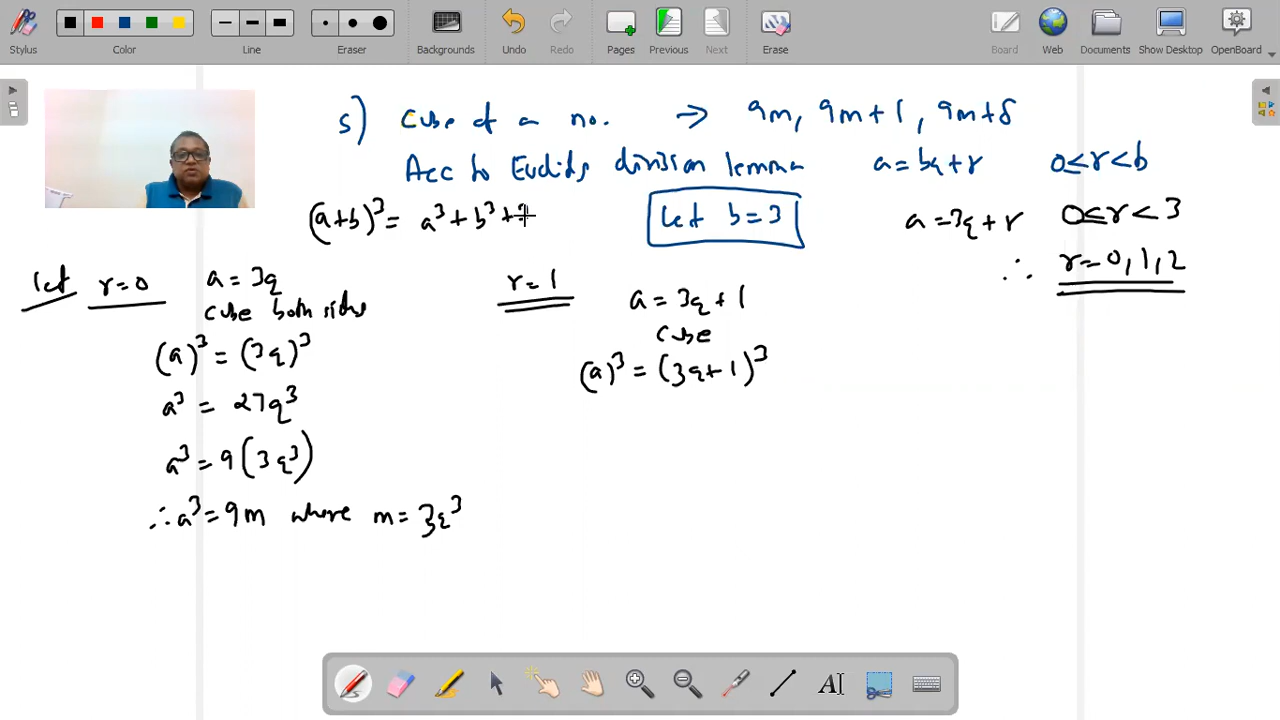 Stylus Color Line Eraser Backgrounds Undo Redo Pages Previous Next Erase Board Web Documents Show Desktop OpenBoard
5) Cube of a no. → 9m, 9m+1, 9m+8
Acc to Euclids division lemma a = bq + r 0≤r<b
(a+b)³ = a³ + b³ +
let b = 3
a = 3q + r 0≤r<3
∴ r = 0, 1, 2
let r = 0 a = 3q
cube both sides
(a)³ = (3q)³
a³ = 27q³
a³ = 9(3q³)
∴ a³ = 9m where m = 3q³
r = 1
a = 3q + 1
cube
(a)³ = (3q + 1)³
AI